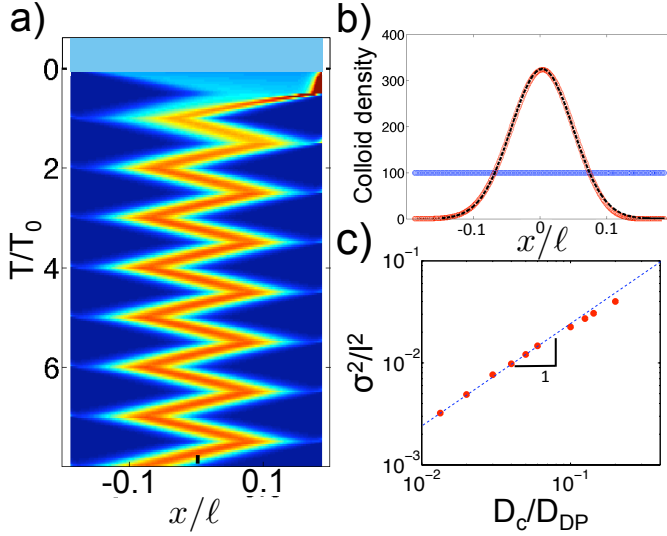 a)
0
2
4
6
T/T₀
-0.1
0.1
x/ℓ
b)
400
300
200
100
0
Colloid density
-0.1
0
0.1
x/ℓ
c)
10⁻¹
10⁻²
10⁻³
σ²/l²
1
10⁻²
10⁻¹
D_c/D_DP